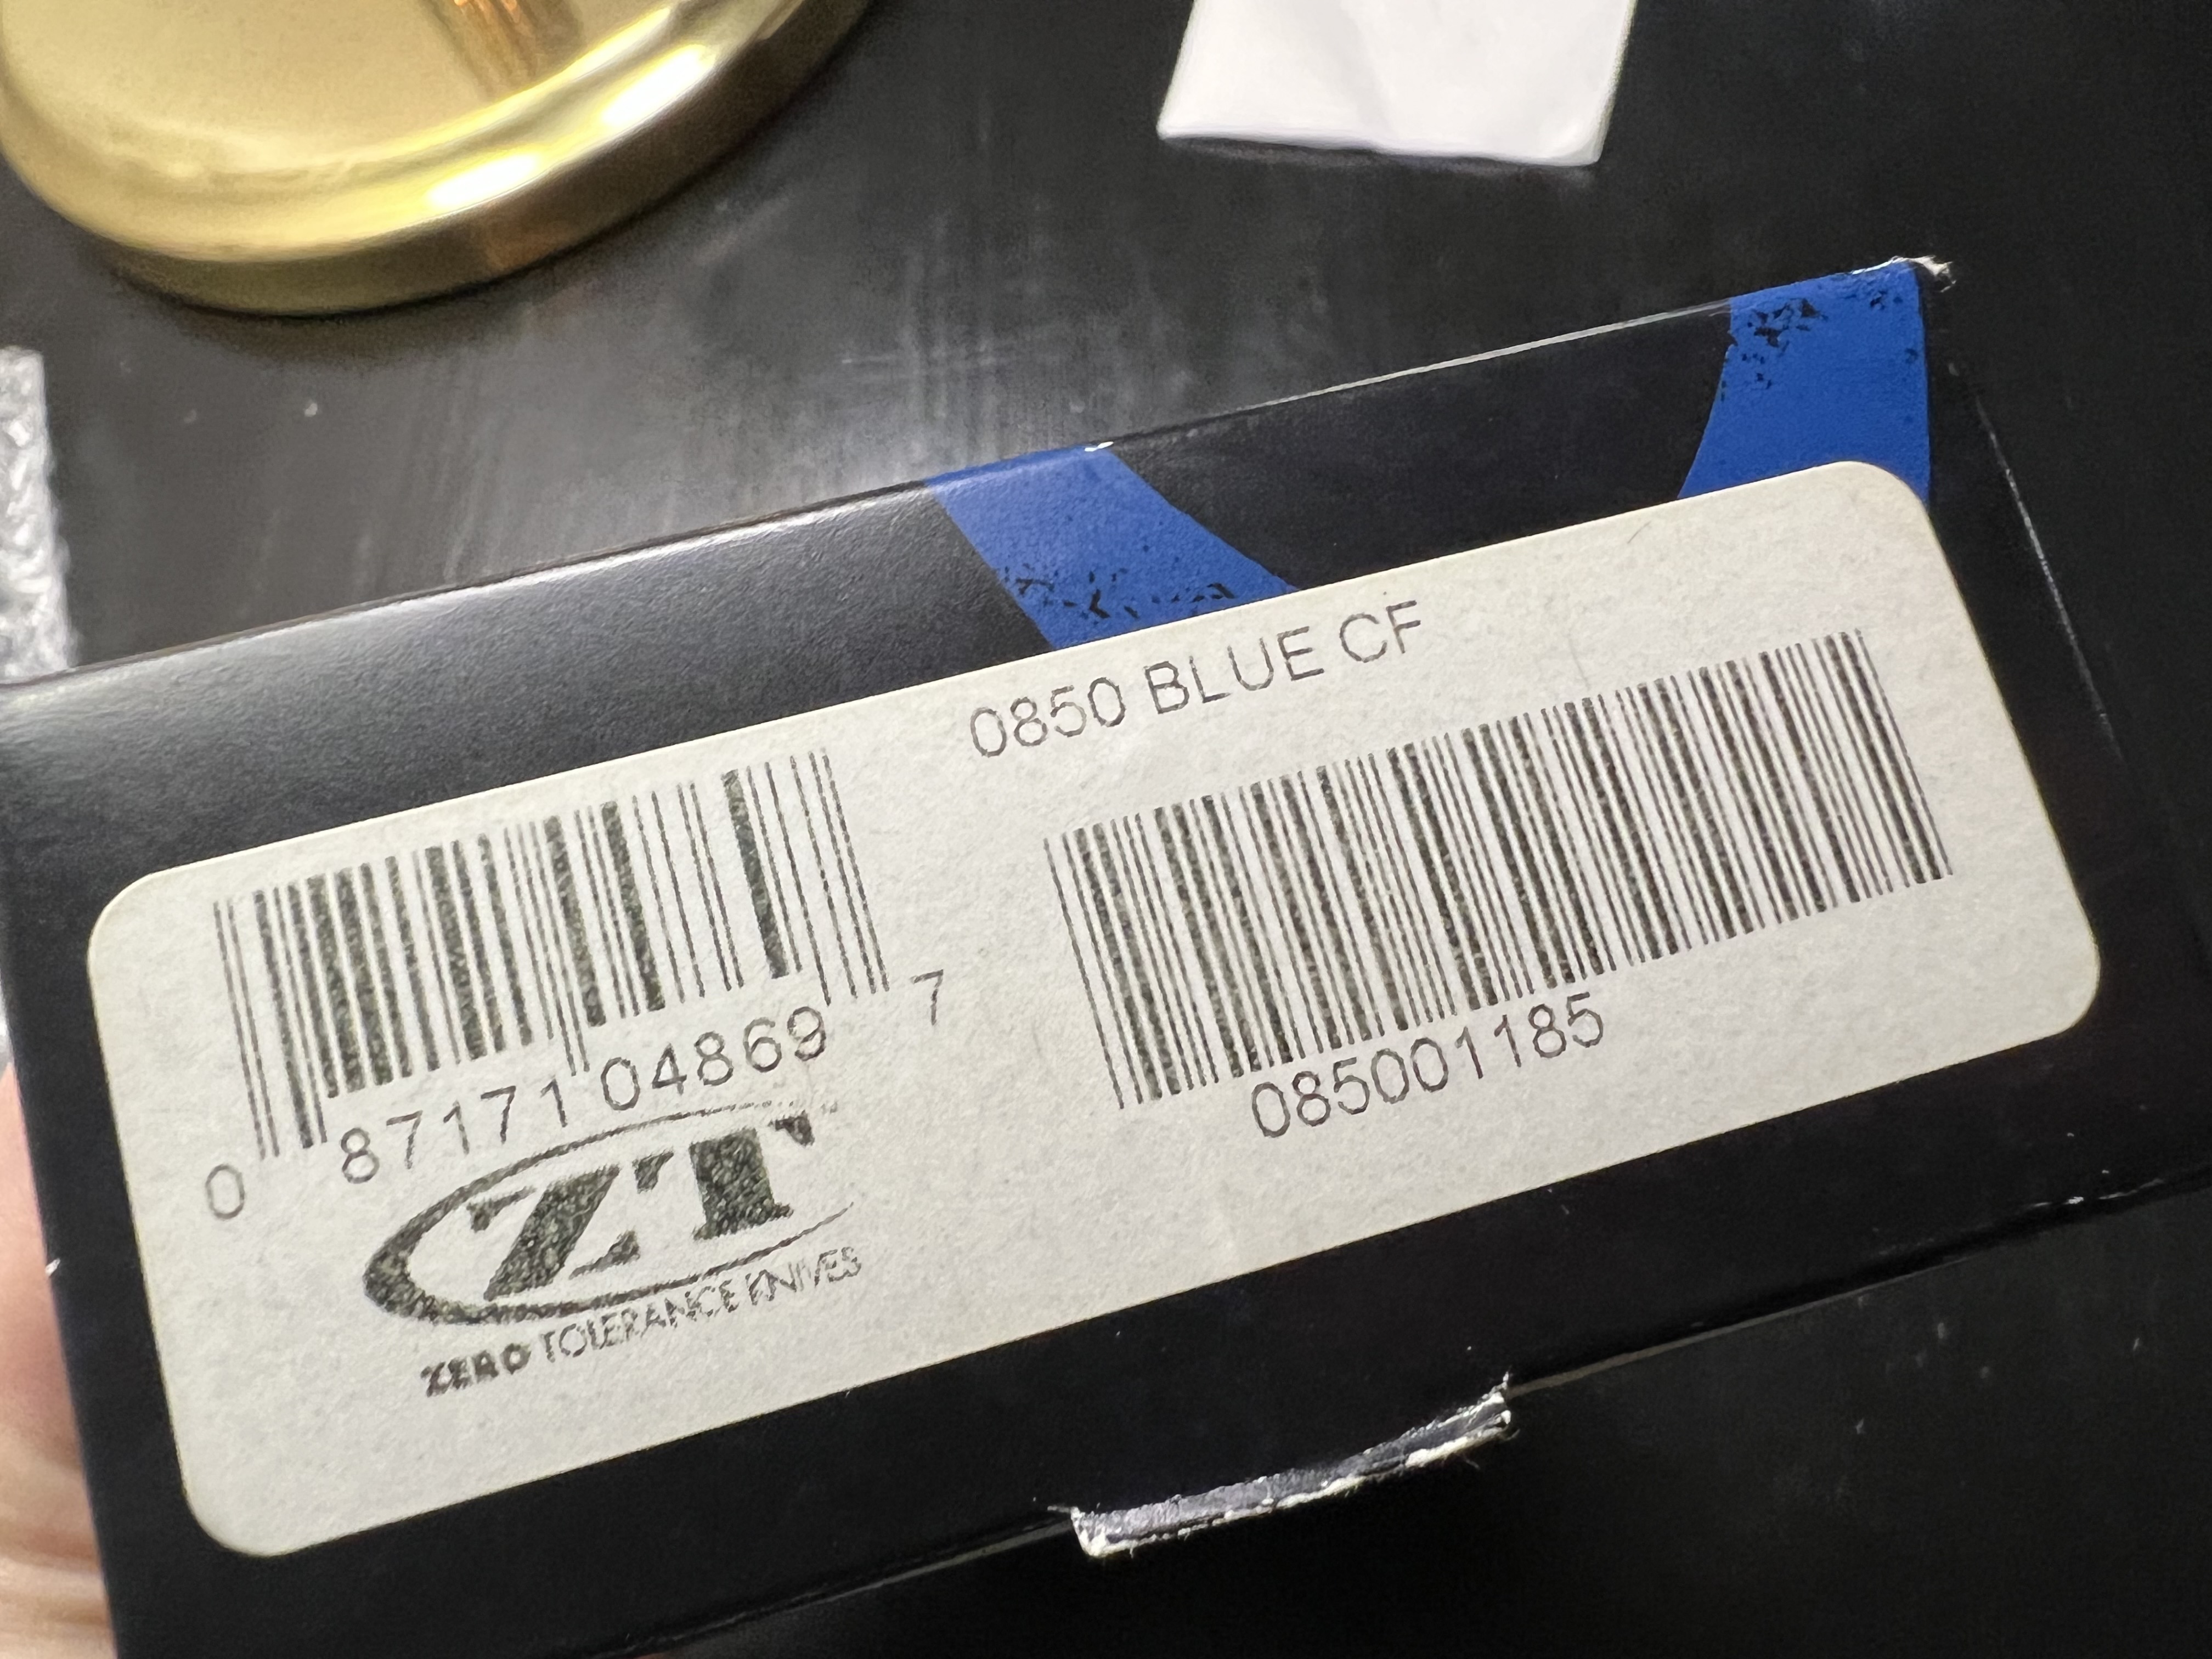 0850 BLUE CF
0 87171 04869 7
085001185
ZT
ZERO TOLERANCE KNIVES